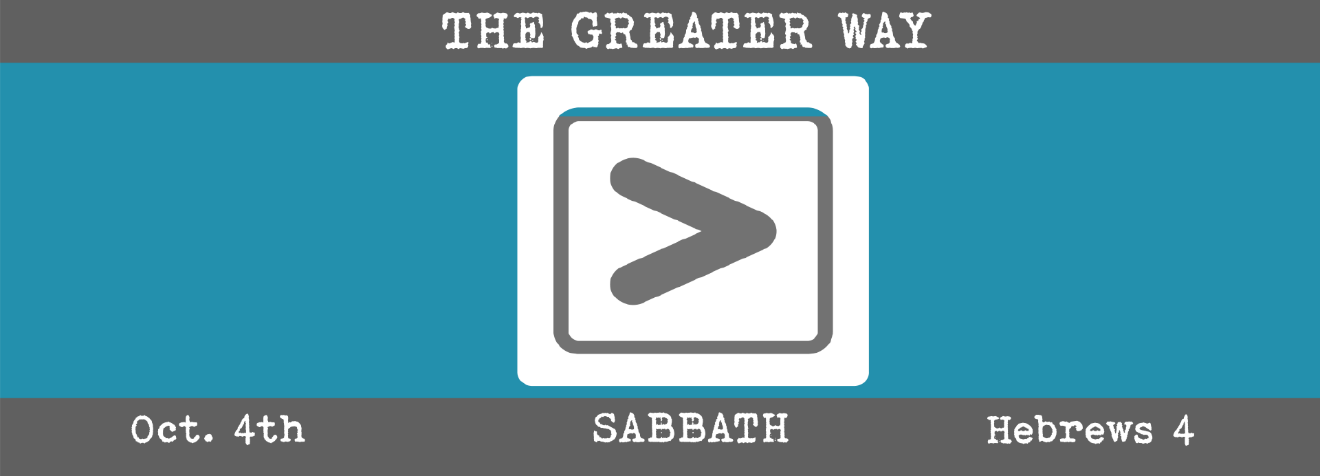 THE GREATER WAY
>
Oct. 4th SABBATH Hebrews 4